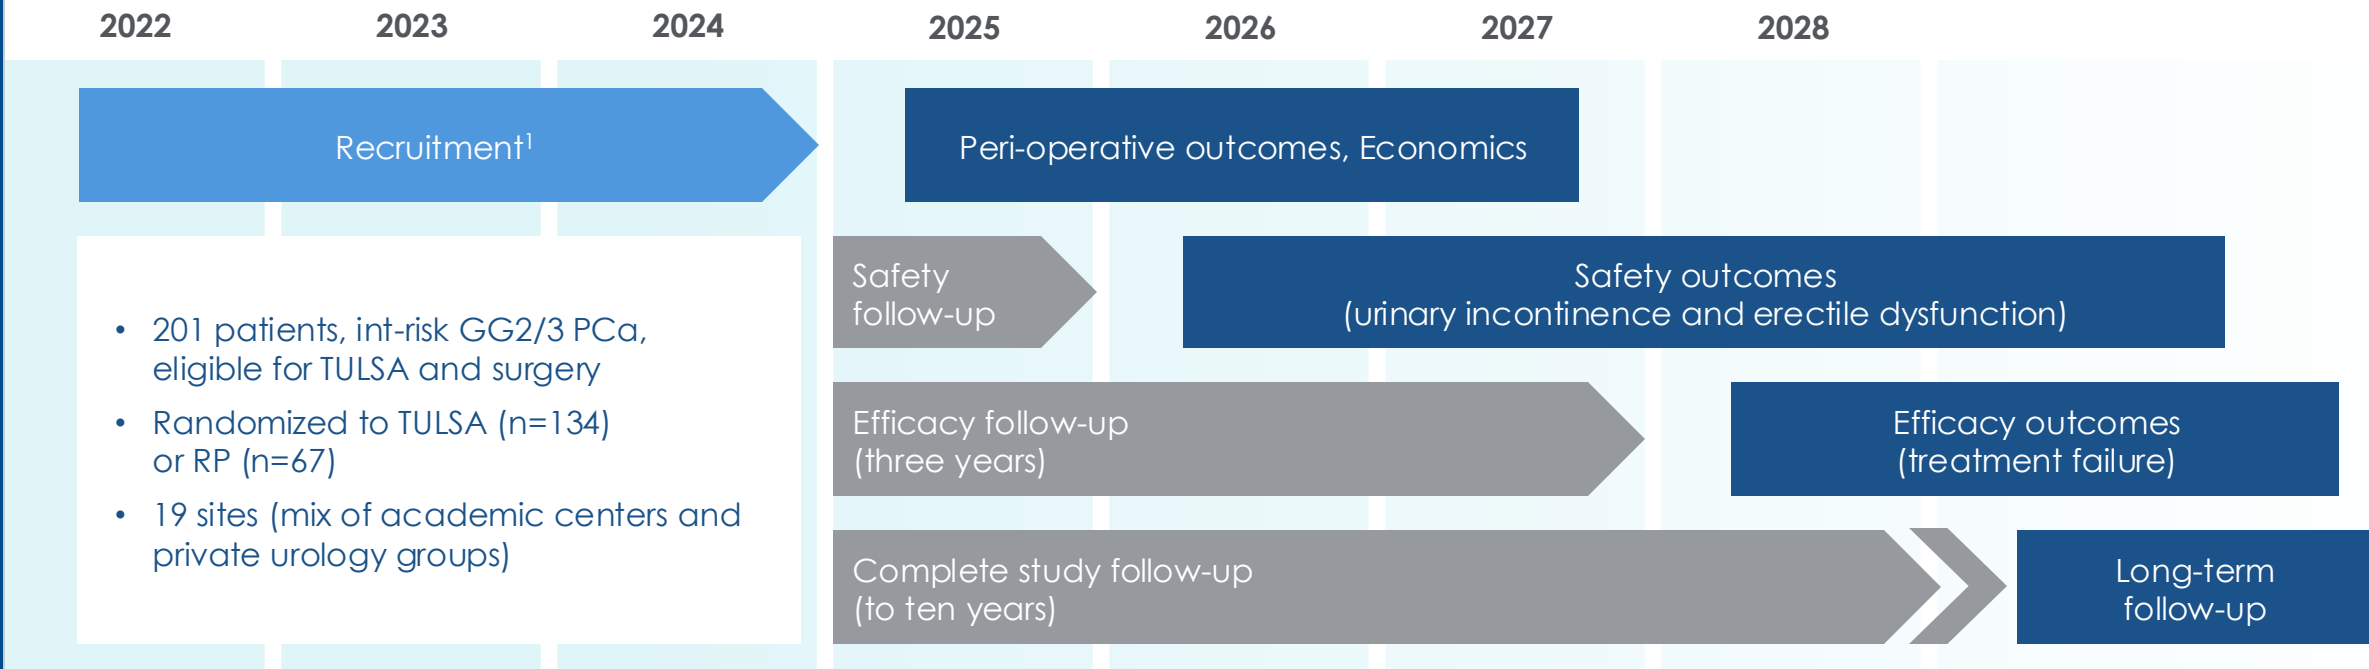 2022 2023 2024 2025 2026 2027 2028
Recruitment¹
Peri-operative outcomes, Economics
• 201 patients, int-risk GG2/3 PCa,
eligible for TULSA and surgery
• Randomized to TULSA (n=134)
or RP (n=67)
• 19 sites (mix of academic centers and
private urology groups)
Safety
follow-up
Safety outcomes
(urinary incontinence and erectile dysfunction)
Efficacy follow-up
(three years)
Efficacy outcomes
(treatment failure)
Complete study follow-up
(to ten years)
Long-term
follow-up